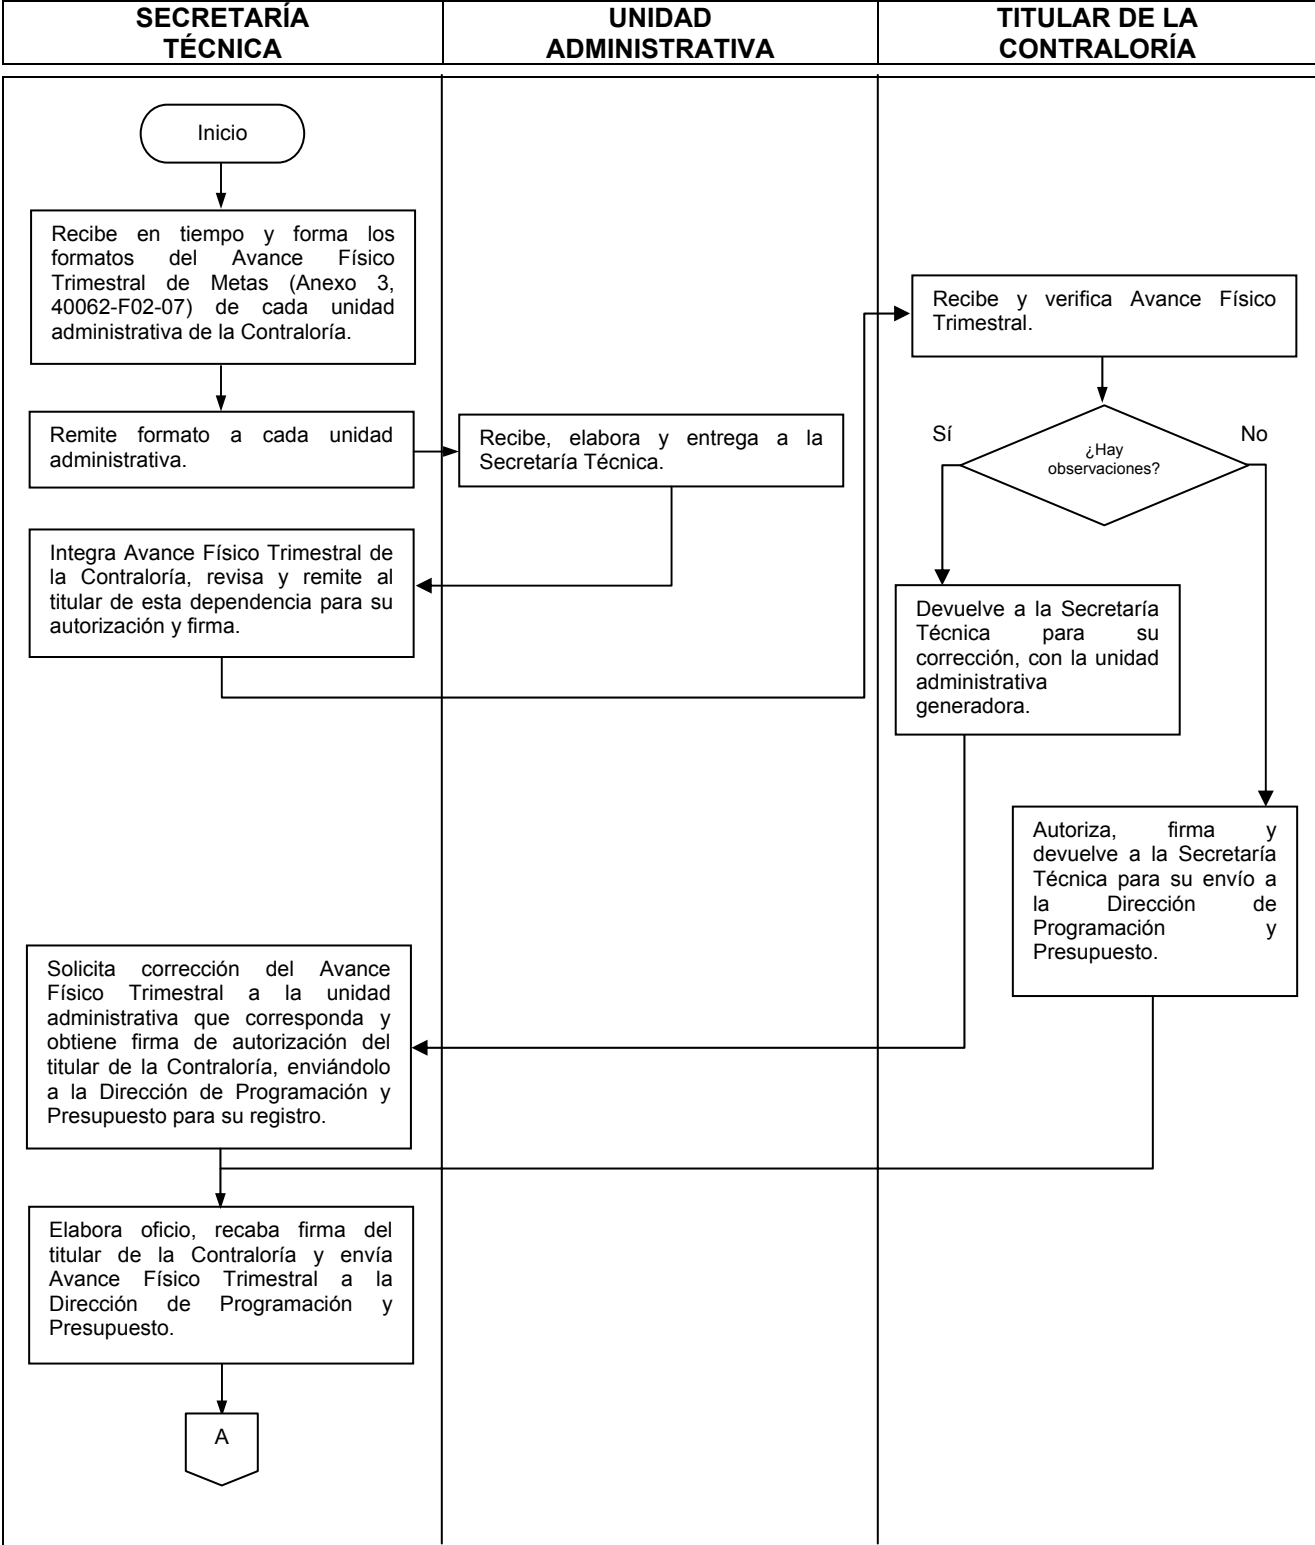 SECRETARÍA
TÉCNICA
UNIDAD
ADMINISTRATIVA
TITULAR DE LA
CONTRALORÍA
Inicio
Recibe en tiempo y forma los
formatos del Avance Físico
Trimestral de Metas (Anexo 3,
40062-F02-07) de cada unidad
administrativa de la Contraloría.
Remite formato a cada unidad
administrativa.
Recibe, elabora y entrega a la
Secretaría Técnica.
Integra Avance Físico Trimestral de
la Contraloría, revisa y remite al
titular de esta dependencia para su
autorización y firma.
Recibe y verifica Avance Físico
Trimestral.
¿Hay
observaciones?
Sí
No
Devuelve a la Secretaría
Técnica para su
corrección, con la unidad
administrativa
generadora.
Autoriza, firma y
devuelve a la Secretaría
Técnica para su envío a
la Dirección de
Programación y
Presupuesto.
Solicita corrección del Avance
Físico Trimestral a la unidad
administrativa que corresponda y
obtiene firma de autorización del
titular de la Contraloría, enviándolo
a la Dirección de Programación y
Presupuesto para su registro.
Elabora oficio, recaba firma del
titular de la Contraloría y envía
Avance Físico Trimestral a la
Dirección de Programación y
Presupuesto.
A